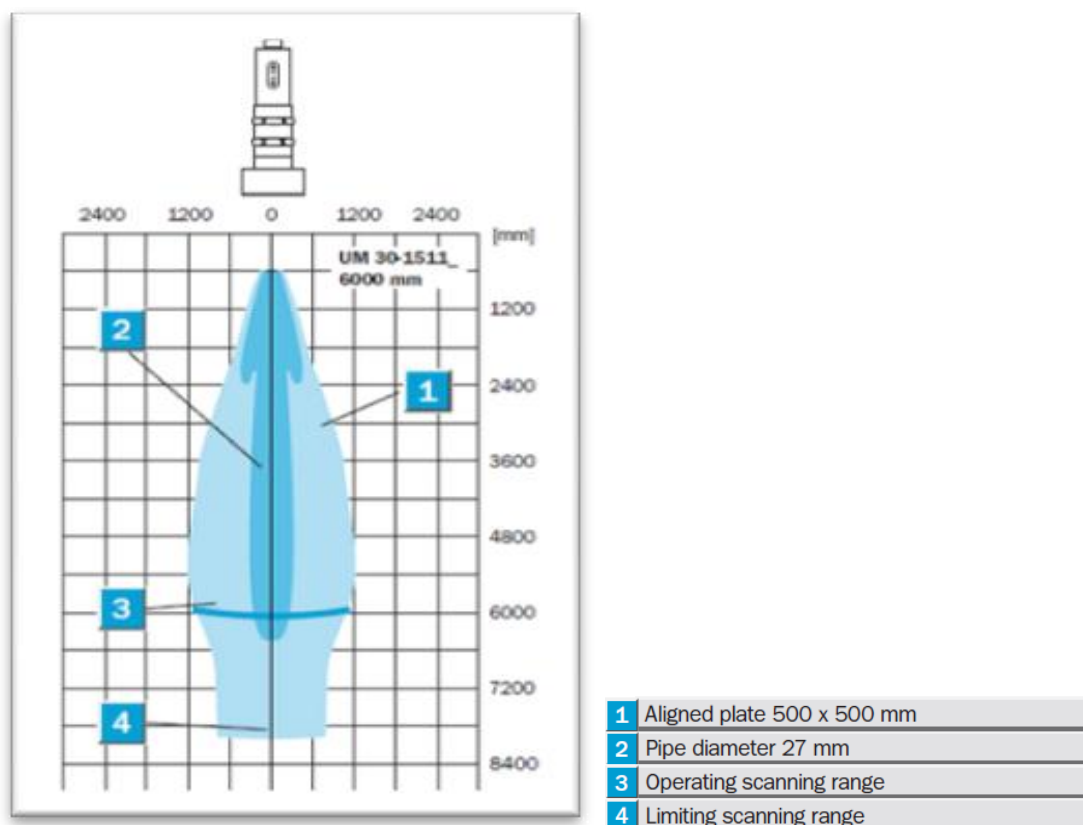 2400 1200 0 1200 2400
[mm]
UM 30-1511_
6000 mm
1200
2
2400
1
3600
4800
3
6000
7200
4
8400
1 Aligned plate 500 x 500 mm
2 Pipe diameter 27 mm
3 Operating scanning range
4 Limiting scanning range